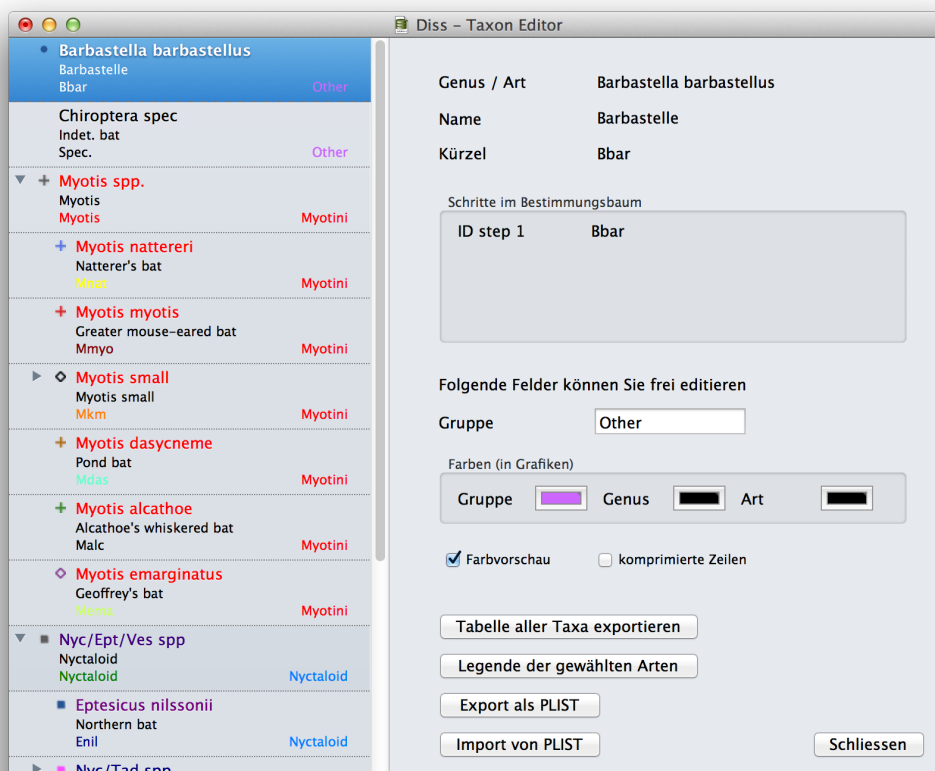 Diss – Taxon Editor
Barbastella barbastellus
Barbastelle
Bbar Other
Chiroptera spec
Indet. bat
Spec. Other
Myotis spp.
Myotis
Myotis Myotini
Myotis nattereri
Natterer's bat
Mnat Myotini
Myotis myotis
Greater mouse-eared bat
Mmyo Myotini
Myotis small
Myotis small
Mkm Myotini
Myotis dasycneme
Pond bat
Mdas Myotini
Myotis alcathoe
Alcathoe's whiskered bat
Malc Myotini
Myotis emarginatus
Geoffrey's bat
Myotini
Nyc/Ept/Ves spp
Nyctaloid
Nyctaloid Nyctaloid
Eptesicus nilssonii
Northern bat
Enil Nyctaloid
Nyc/Tad spp
Genus / Art Barbastella barbastellus
Name Barbastelle
Kürzel Bbar
Schritte im Bestimmungsbaum
ID step 1 Bbar
Folgende Felder können Sie frei editieren
Gruppe Other
Farben (in Grafiken)
Gruppe Genus Art
Farbvorschau komprimierte Zeilen
Tabelle aller Taxa exportieren
Legende der gewählten Arten
Export als PLIST
Import von PLIST Schliessen